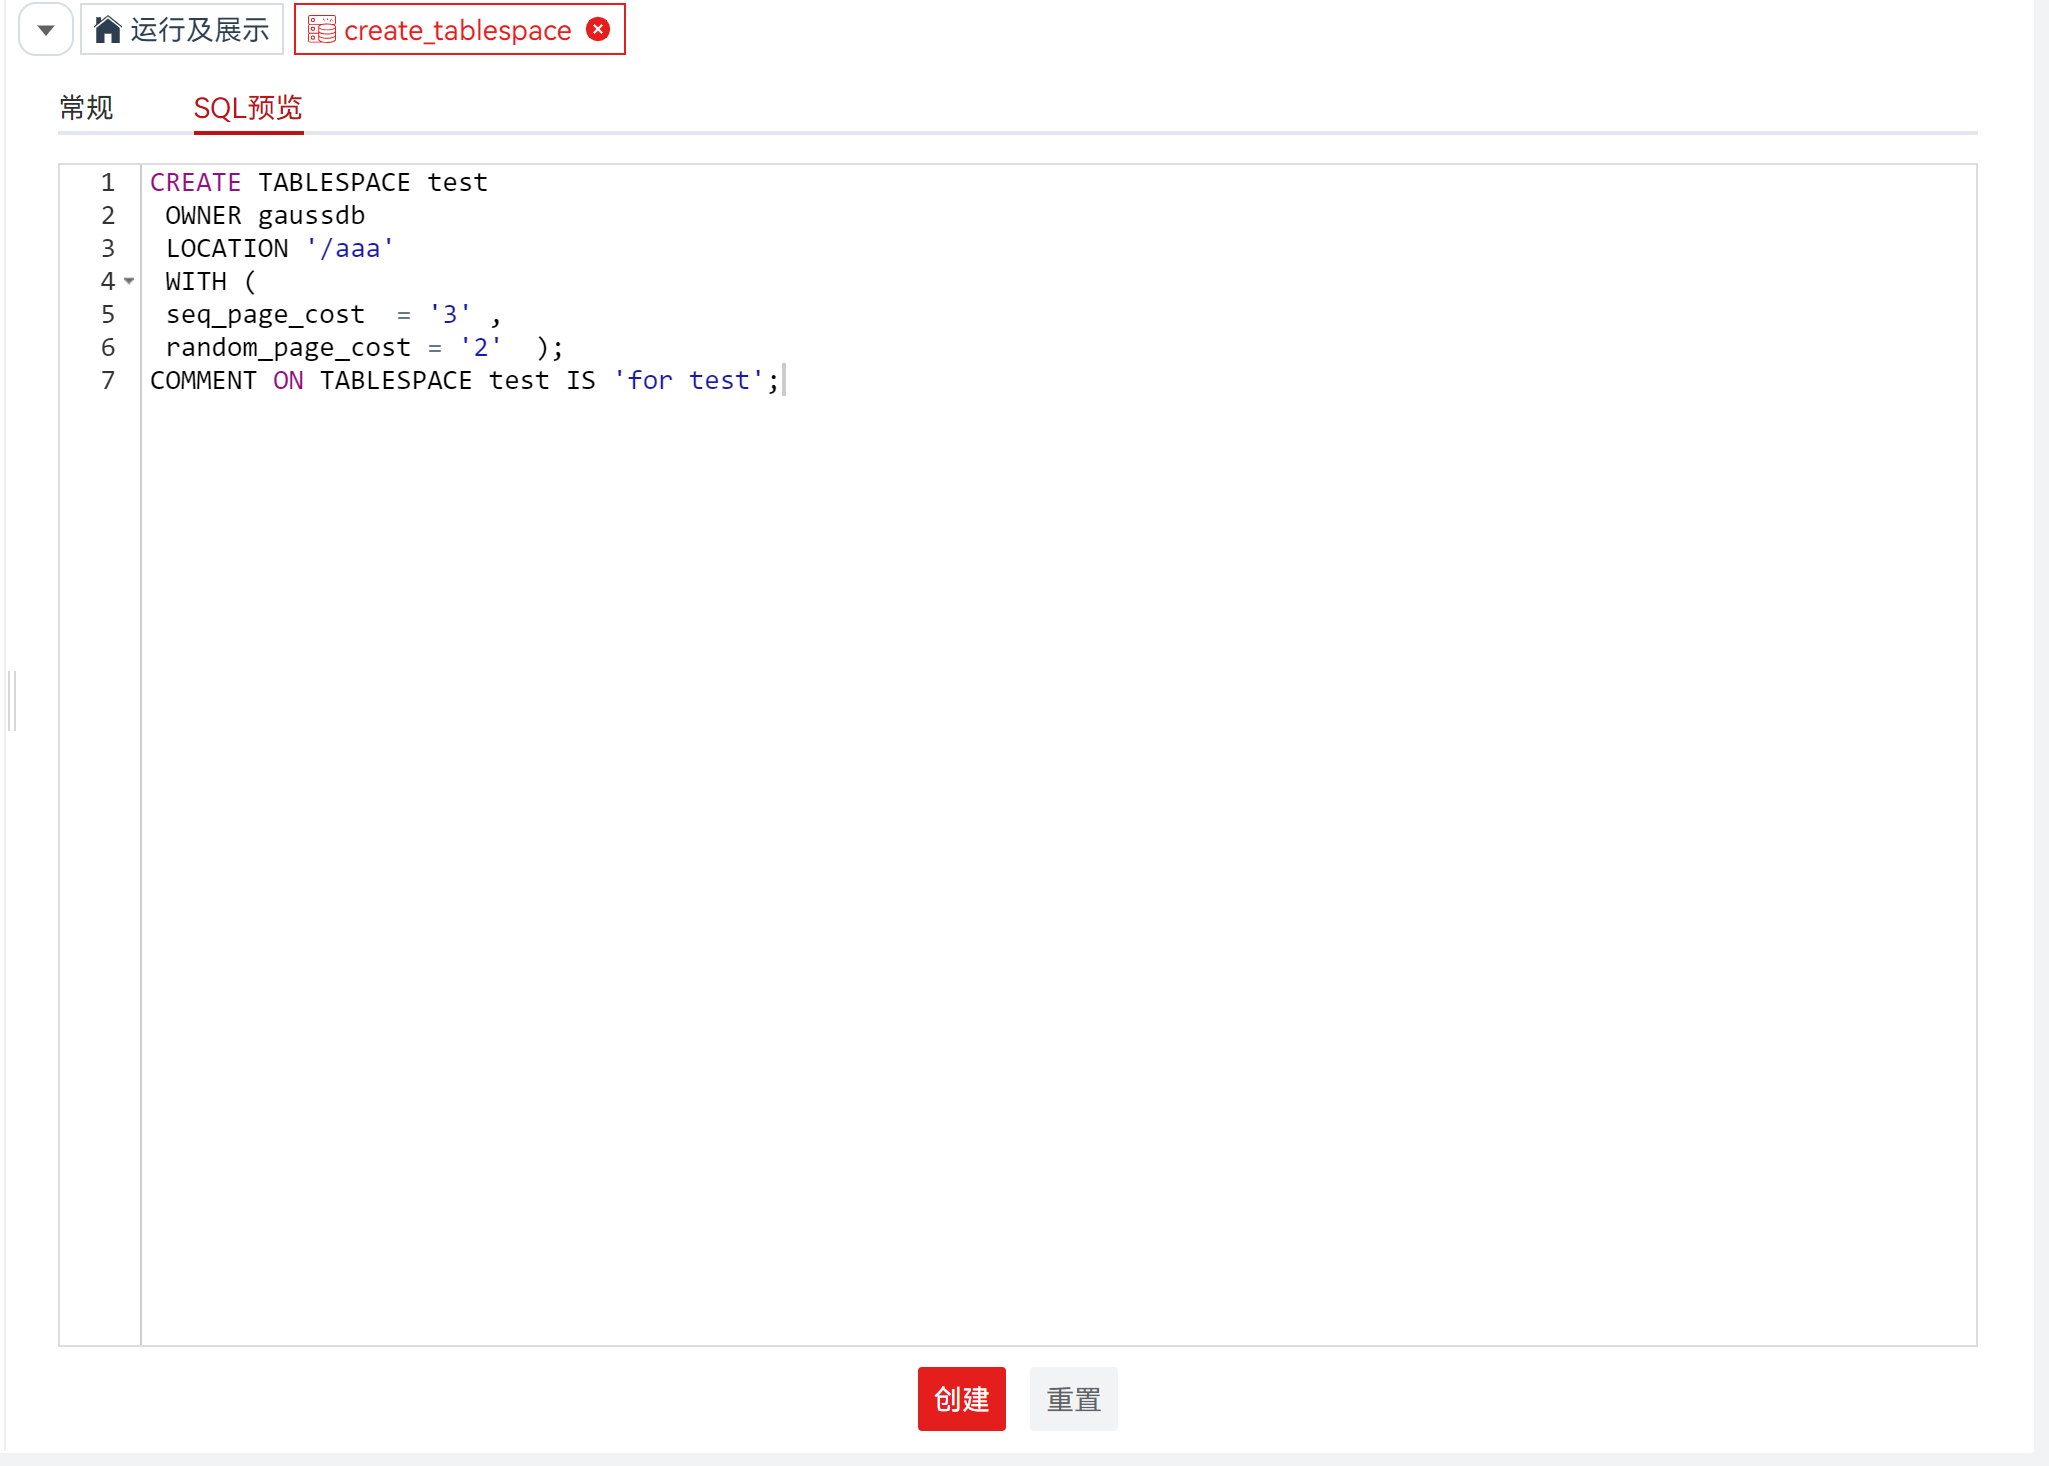 运行及展示 create_tablespace
常规 SQL预览
1 CREATE TABLESPACE test
2 OWNER gaussdb
3 LOCATION '/aaa'
4 WITH (
5 seq_page_cost  = '3' ,
6 random_page_cost = '2'  );
7 COMMENT ON TABLESPACE test IS 'for test';
创建 重置